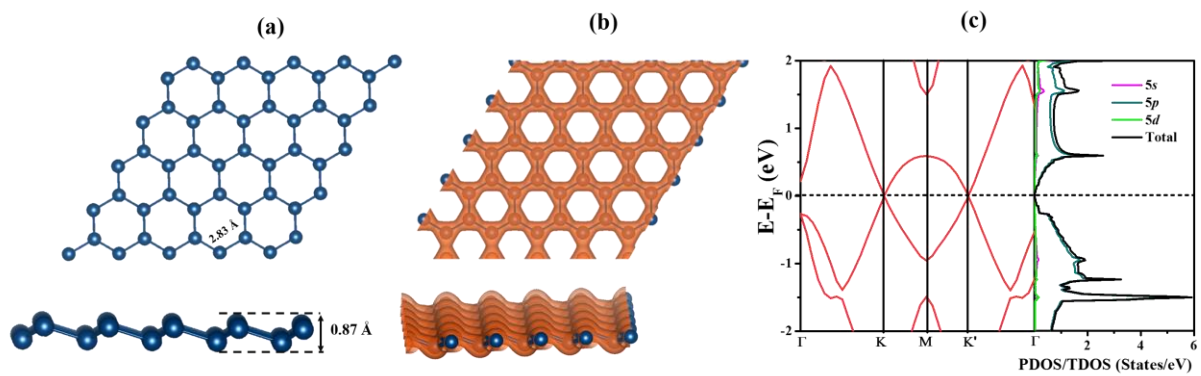 (a)
2.83 Å
0.87 Å
(b)
(c)
E-E_F (eV)
2
1
0
-1
-2
Γ
K
M
K'
Γ
5s
5p
5d
Total
2
4
6
PDOS/TDOS (States/eV)